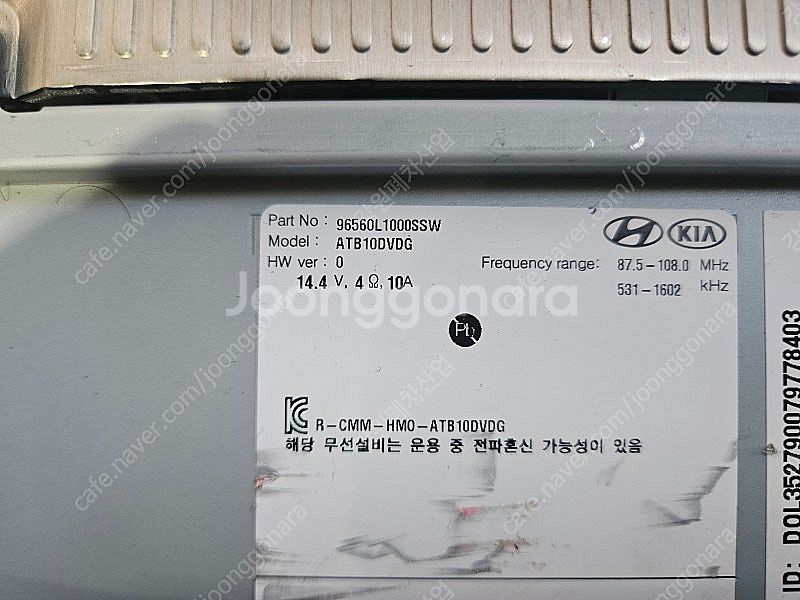 Part No : 96560L1000SSW
Model : ATB10DVDG
HW ver : 0
14.4 V, 4 Ω, 10A
KIA
Frequency range: 87.5-108.0 MHz
531-1602 kHz
Joonggonara
Pb
R-CMM-HMO-ATB10DVDG
해당 무선설비는 운용 중 전파혼신 가능성이 있음
ID: DOL352790079778403
cafe.naver.com/joonggonara